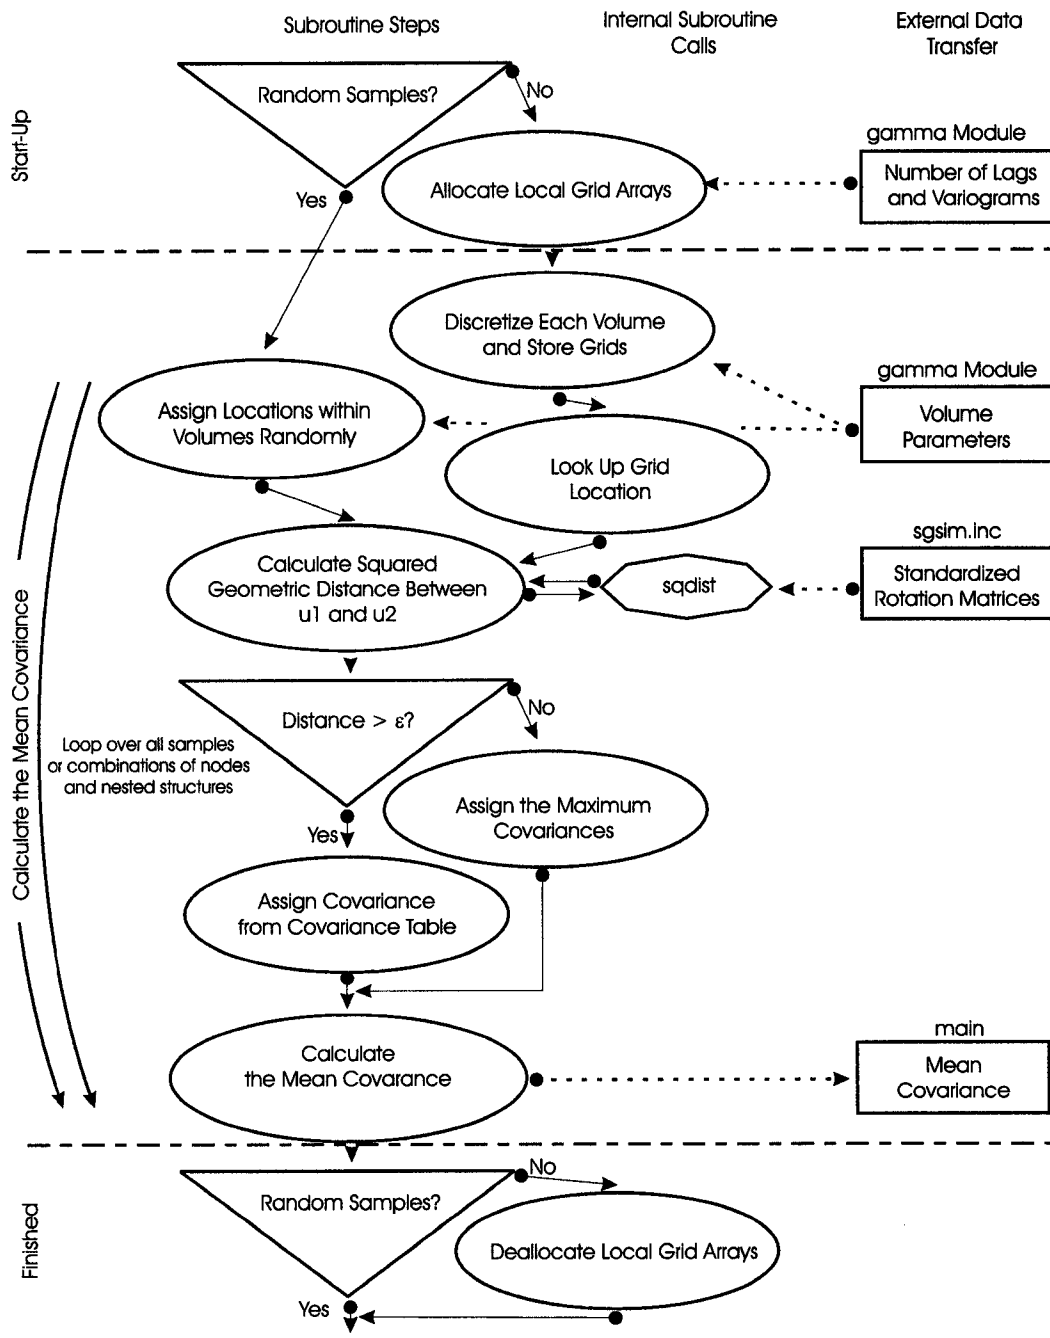 Subroutine Steps
Internal Subroutine
Calls
External Data
Transfer
Start-Up
Random Samples?
No
Yes
Allocate Local Grid Arrays
gamma Module
Number of Lags
and Variograms
Discretize Each Volume
and Store Grids
gamma Module
Volume
Parameters
Assign Locations within
Volumes Randomly
Look Up Grid
Location
Calculate Squared
Geometric Distance Between
u1 and u2
sqdist
sgsim.inc
Standardized
Rotation Matrices
Calculate the Mean Covariance
Loop over all samples
or combinations of nodes
and nested structures
Distance > ε?
No
Yes
Assign the Maximum
Covariances
Assign Covariance
from Covariance Table
Calculate
the Mean Covarance
main
Mean
Covariance
Finished
Random Samples?
No
Deallocate Local Grid Arrays
Yes